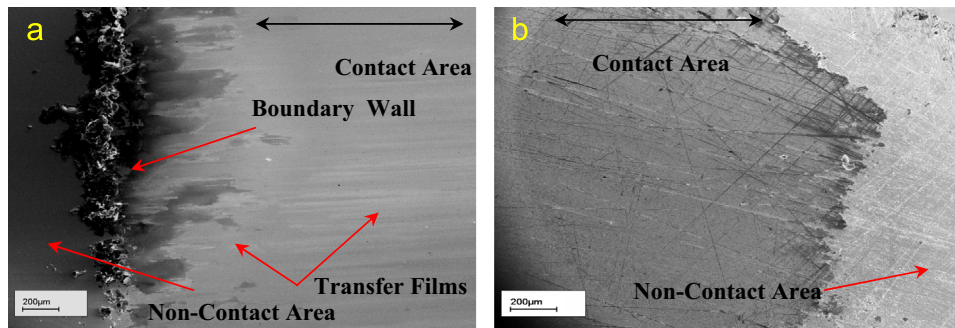 a
Contact Area
Boundary Wall
Transfer Films
Non-Contact Area
200µm
b
Contact Area
Non-Contact Area
200µm